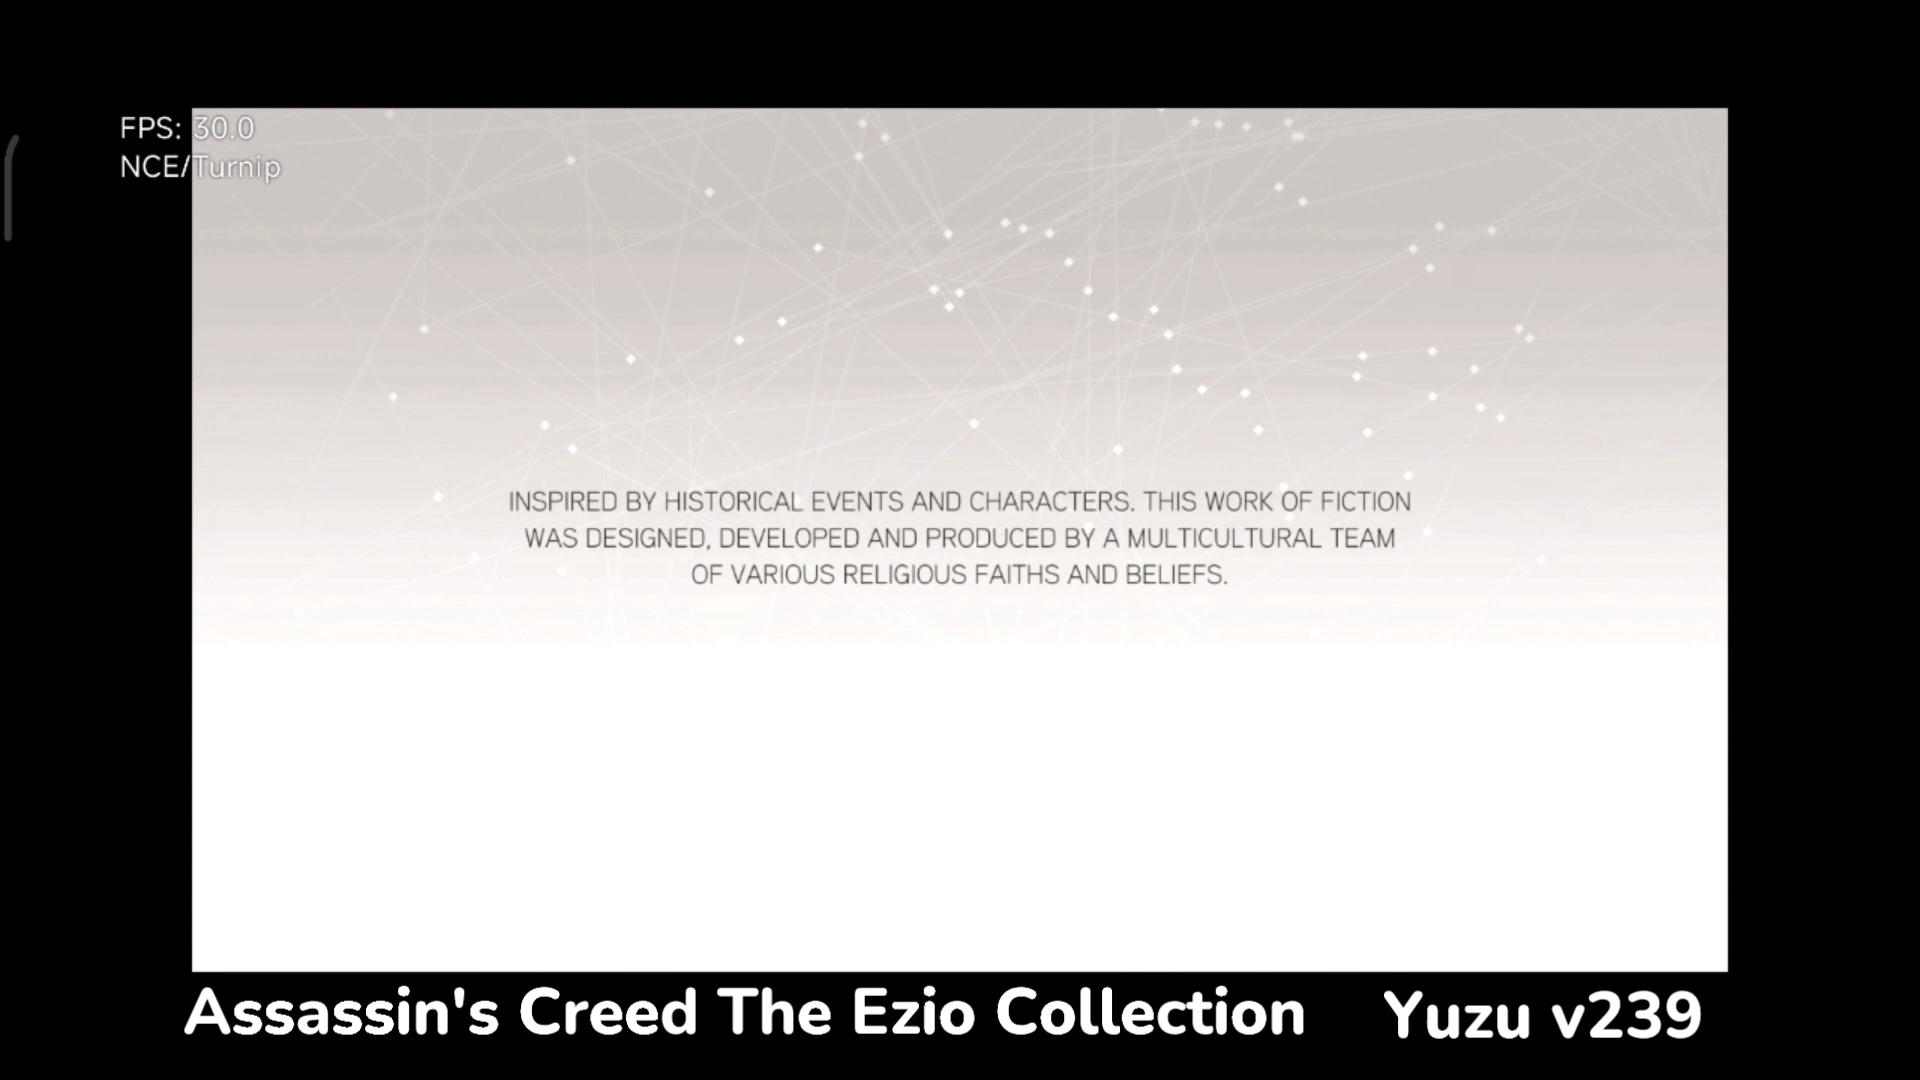 FPS: 30.0
NCE/Turnip
INSPIRED BY HISTORICAL EVENTS AND CHARACTERS. THIS WORK OF FICTION
WAS DESIGNED, DEVELOPED AND PRODUCED BY A MULTICULTURAL TEAM
OF VARIOUS RELIGIOUS FAITHS AND BELIEFS.
Assassin's Creed The Ezio Collection Yuzu v239